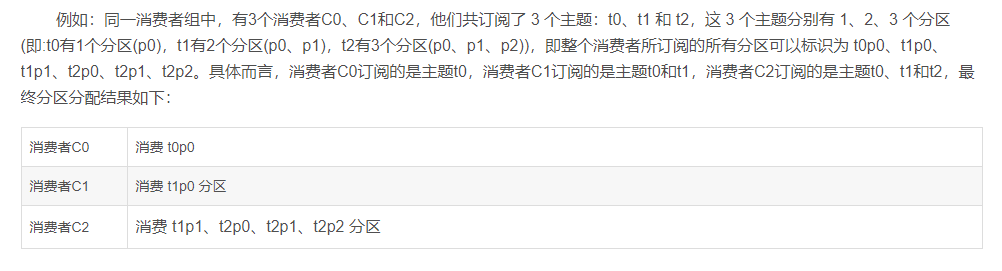 例如：同一消费者组中，有3个消费者C0、C1和C2，他们共订阅了 3 个主题：t0、t1 和 t2，这 3 个主题分别有 1、2、3 个分区
(即:t0有1个分区(p0)，t1有2个分区(p0、p1)，t2有3个分区(p0、p1、p2))，即整个消费者所订阅的所有分区可以标识为 t0p0、t1p0、
t1p1、t2p0、t2p1、t2p2。具体而言，消费者C0订阅的是主题t0，消费者C1订阅的是主题t0和t1，消费者C2订阅的是主题t0、t1和t2，最
终分区分配结果如下：
消费者C0 消费 t0p0
消费者C1 消费 t1p0 分区
消费者C2 消费 t1p1、t2p0、t2p1、t2p2 分区